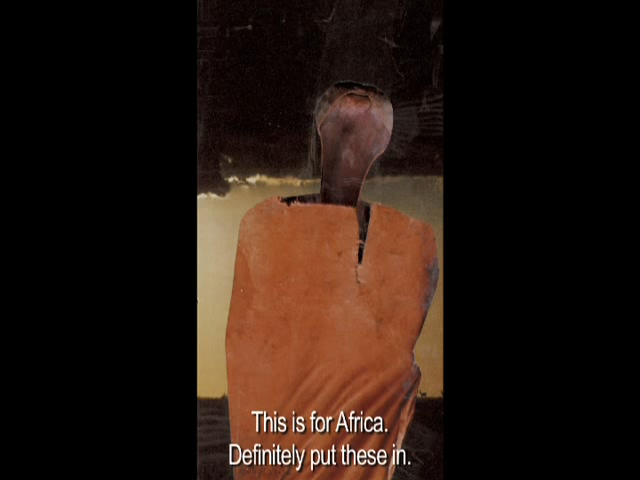 This is for Africa.
Definitely put these in.